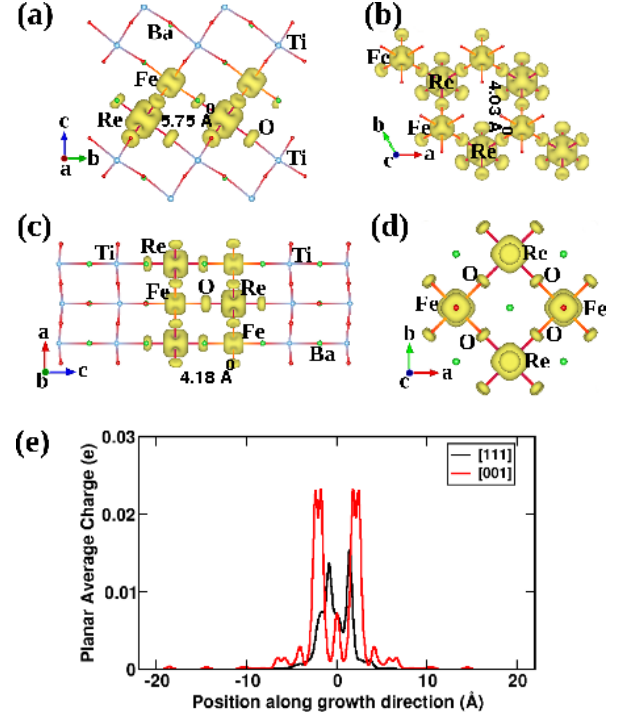 (a)
Ba
Ti
Fe
Re
5.75 Å
O
Ti
c
b
a
(b)
Fe
Re
4.03 Å
Fe
Re
b
c
a
(c)
Re
Ti
Ti
Fe
O
Re
Fe
Ba
a
b
c
4.18 Å
(d)
Re
O
O
Fe
Fe
O
O
Re
b
c
a
(e)
0.03
0.02
0.01
0
Planar Average Charge (e)
[111]
[001]
-20
-10
0
10
20
Position along growth direction (Å)